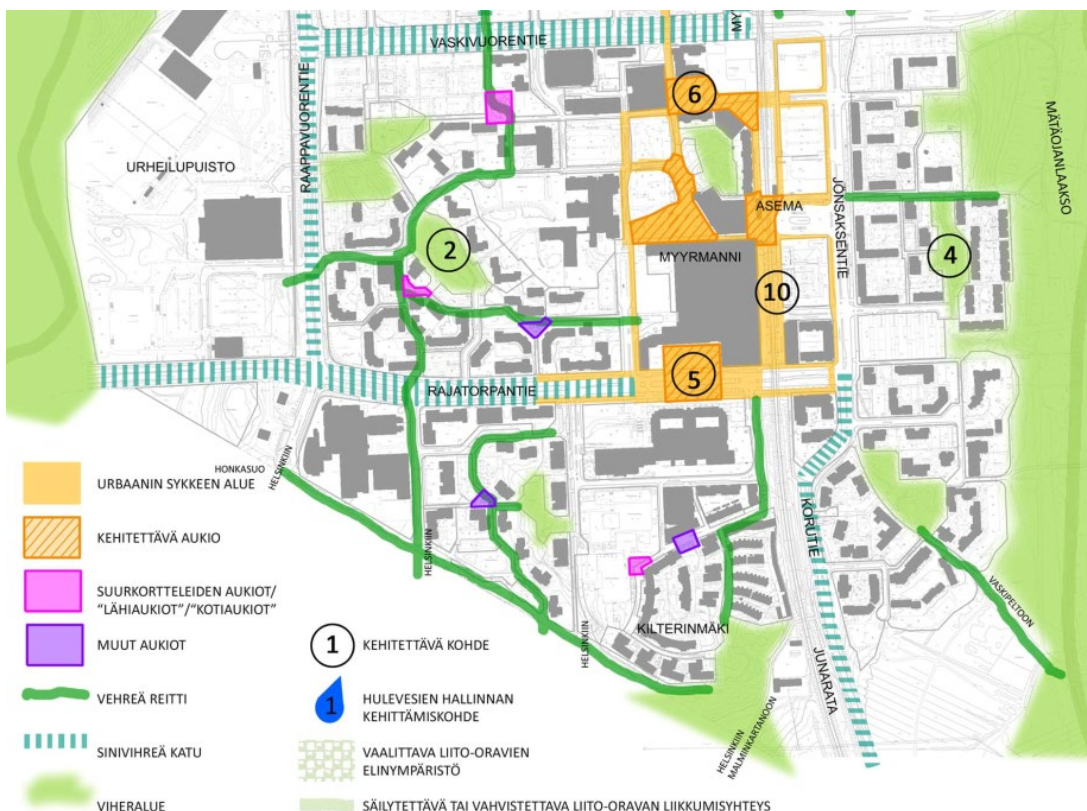 VASKIVUORENTIE
MY
6
RAAPPAVUORENTIE
URHEILUPUISTO
MÄTÄOJANLAAKSO
JÖNSAKSENTIE
ASEMA
2
MYYRMANNI
4
10
5
RAJATORPANTIE
HONKASUO
HELSINKIIN
HELSINKIIN
HELSINKIIN
KORUTIE
VASKIPELTOON
KILTERINMÄKI
JUNARATA
HELSINKIIN
MALMINKARTANOON
URBAANIN SYKKEEN ALUE
KEHITETTÄVÄ AUKIO
SUURKORTTELEIDEN AUKIOT/
“LÄHIAUKIOT”/“KOTIAUKIOT”
MUUT AUKIOT
VEHREÄ REITTI
SINIVIHREÄ KATU
VIHERALUE
1 KEHITETTÄVÄ KOHDE
1 HULEVESIEN HALLINNAN
KEHITTÄMISKOHDE
VAALITTAVA LIITO-ORAVIEN
ELINYMPÄRISTÖ
SÄILYTETTÄVÄ TAI VAHVISTETTAVA LIITO-ORAVAN LIIKKUMISYHTEYS